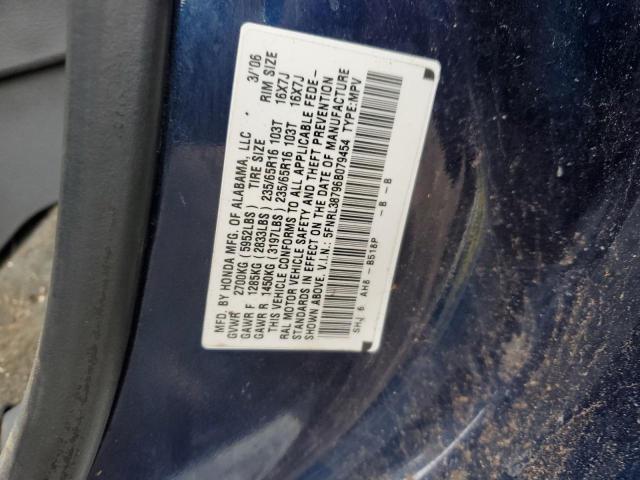 MFD. BY HONDA MFG. OF ALABAMA, LLC. 3/'06
GVWR 2700KG (5952LBS) TIRE SIZE RIM SIZE
GAWR F 1285KG (2833LBS) 235/65R16 103T 16X7J
GAWR R 1450KG (3197LBS) 235/65R16 103T 16X7J
THIS VEHICLE CONFORMS TO ALL APPLICABLE FEDE-
RAL MOTOR VEHICLE SAFETY AND THEFT PREVENTION
STANDARDS IN EFFECT ON THE DATE OF MANUFACTURE
SHOWN ABOVE. V.I.N.: 5FNRL38796B079454 TYPE:MPV
SHJ 6 AH8 - B518P - B - B